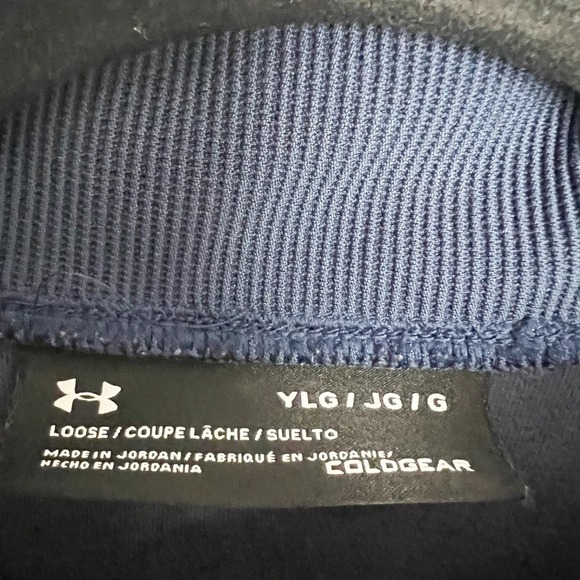 YLG / JG / G
LOOSE / COUPE LÂCHE / SUELTO
MADE IN JORDAN / FABRIQUÉ EN JORDANIE/
HECHO EN JORDANIA
COLDGEAR